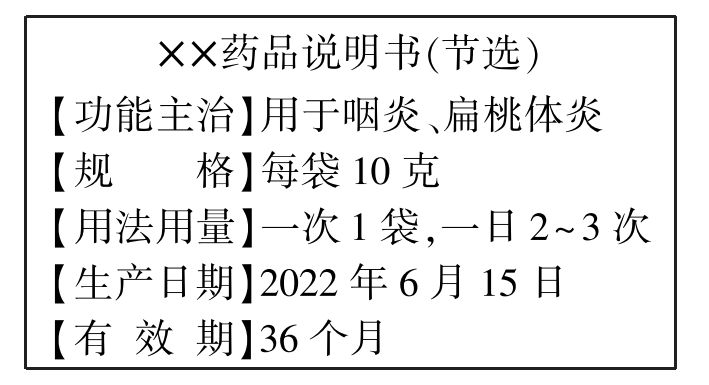 ××药品说明书(节选)
【功能主治】用于咽炎、扁桃体炎
【规 格】每袋 10 克
【用法用量】一次 1 袋,一日 2~3 次
【生产日期】2022 年 6 月 15 日
【有 效 期】36 个月